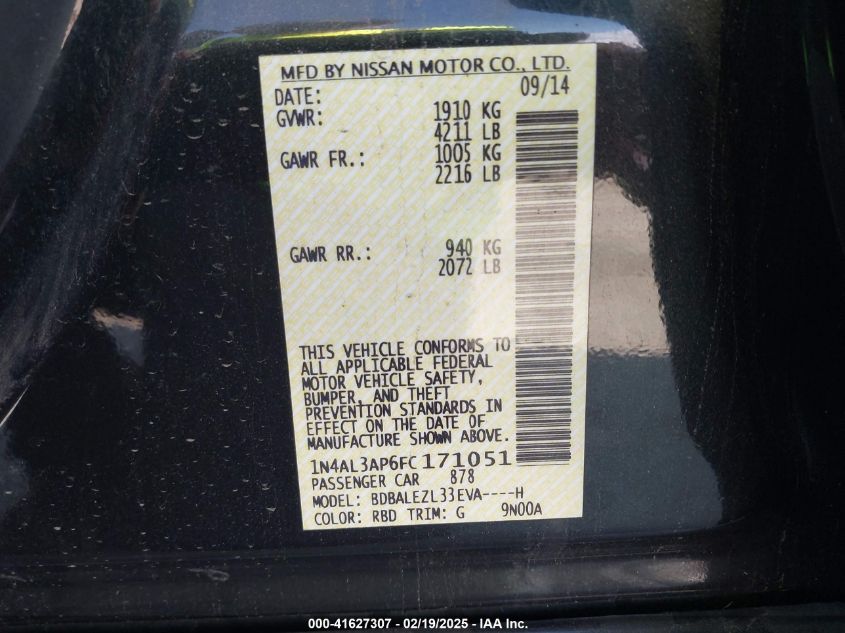 MFD BY NISSAN MOTOR CO., LTD.
DATE: 09/14
GVWR: 1910 KG
4211 LB
GAWR FR.: 1005 KG
2216 LB
GAWR RR.: 940 KG
2072 LB
THIS VEHICLE CONFORMS TO
ALL APPLICABLE FEDERAL
MOTOR VEHICLE SAFETY,
BUMPER, AND THEFT
PREVENTION STANDARDS IN
EFFECT ON THE DATE OF
MANUFACTURE SHOWN ABOVE.
1N4AL3AP6FC171051
PASSENGER CAR 878
MODEL: BDBALEZL33EVA----H
COLOR: RBD TRIM: G 9N00A
000-41627307 - 02/19/2025 - IAA Inc.